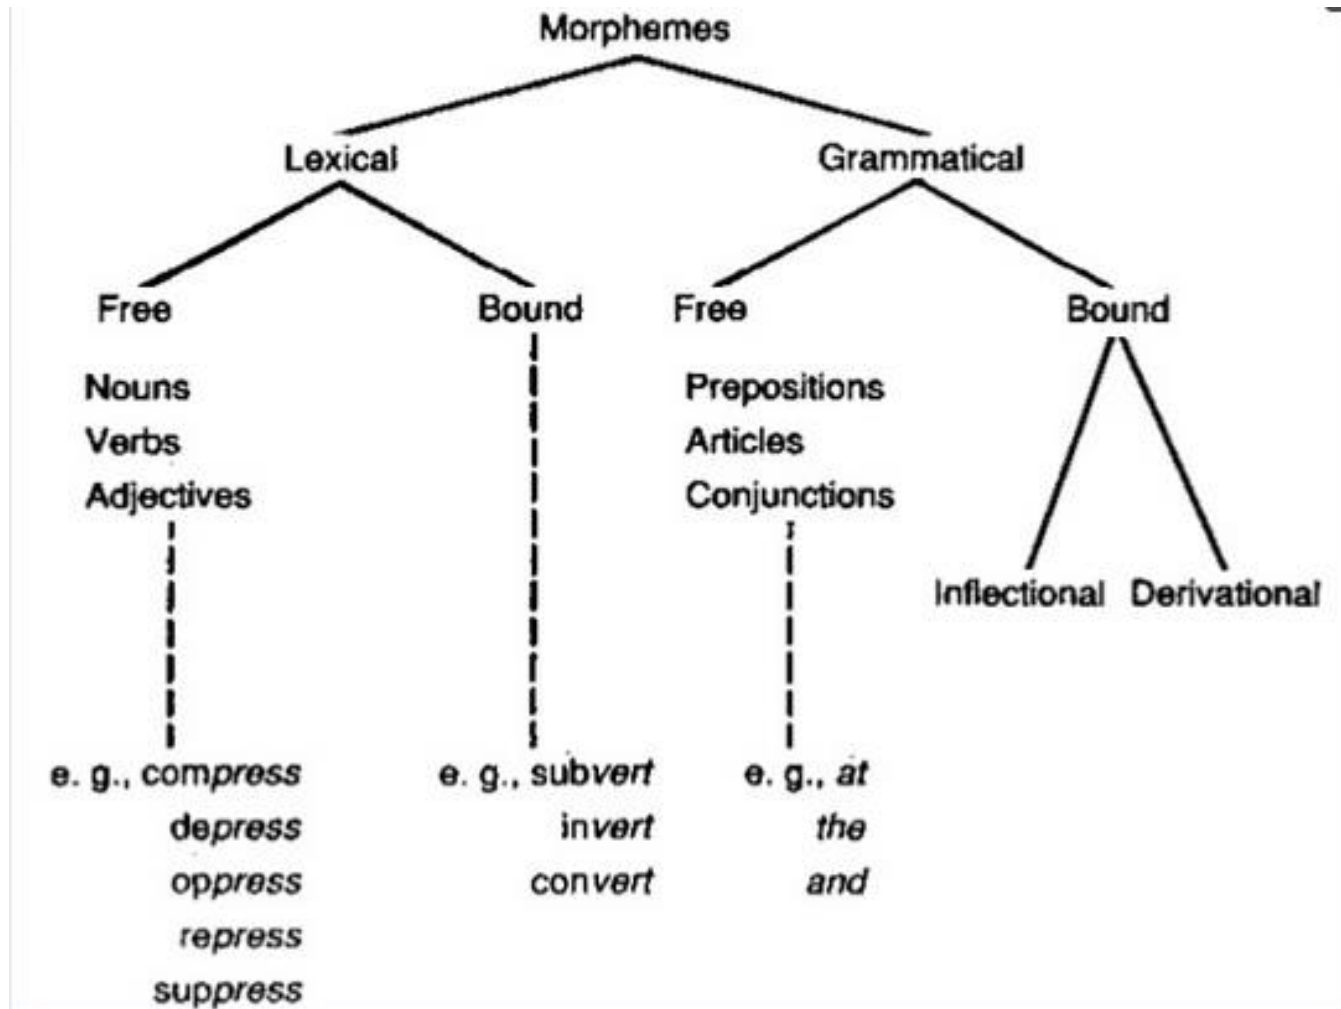 Morphemes
Lexical Grammatical
Free Bound Free Bound
Nouns Prepositions
Verbs Articles
Adjectives Conjunctions
Inflectional Derivational
e. g., compress e. g., subvert e. g., at
depress invert the
oppress convert and
repress
suppress